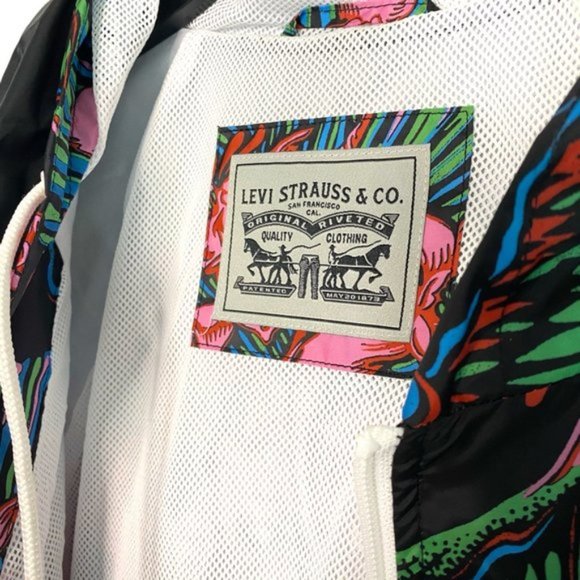 LEVI STRAUSS & CO.
SAN FRANCISCO
CAL.
ORIGINAL RIVETED
QUALITY CLOTHING
PATENTED MAY 20 1873